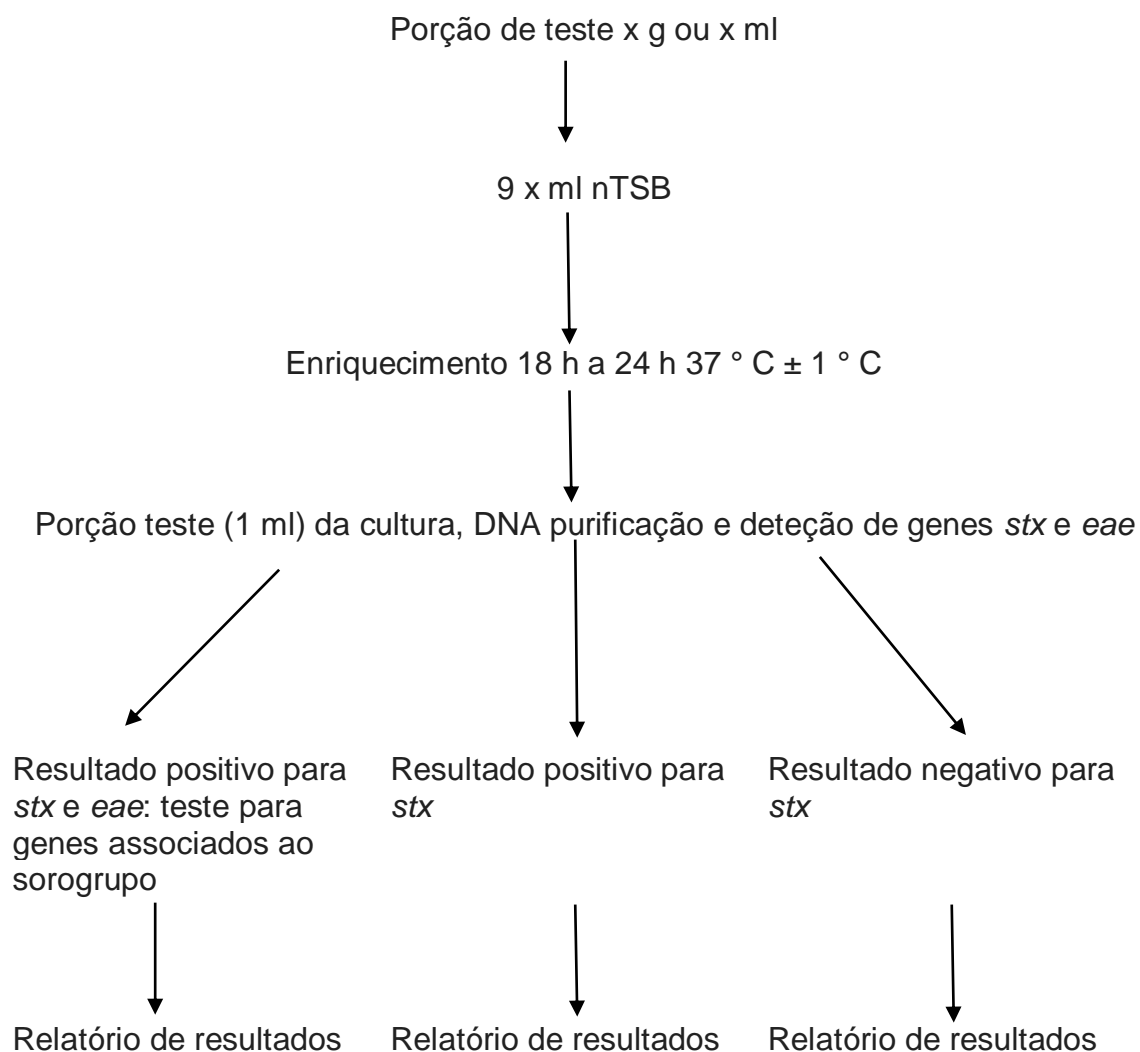 Porção de teste x g ou x ml
9 x ml nTSB
Enriquecimento 18 h a 24 h 37 ° C ± 1 ° C
Porção teste (1 ml) da cultura, DNA purificação e deteção de genes stx e eae
Resultado positivo para
stx e eae: teste para
genes associados ao
sorogrupo
Resultado positivo para
stx
Resultado negativo para
stx
Relatório de resultados
Relatório de resultados
Relatório de resultados